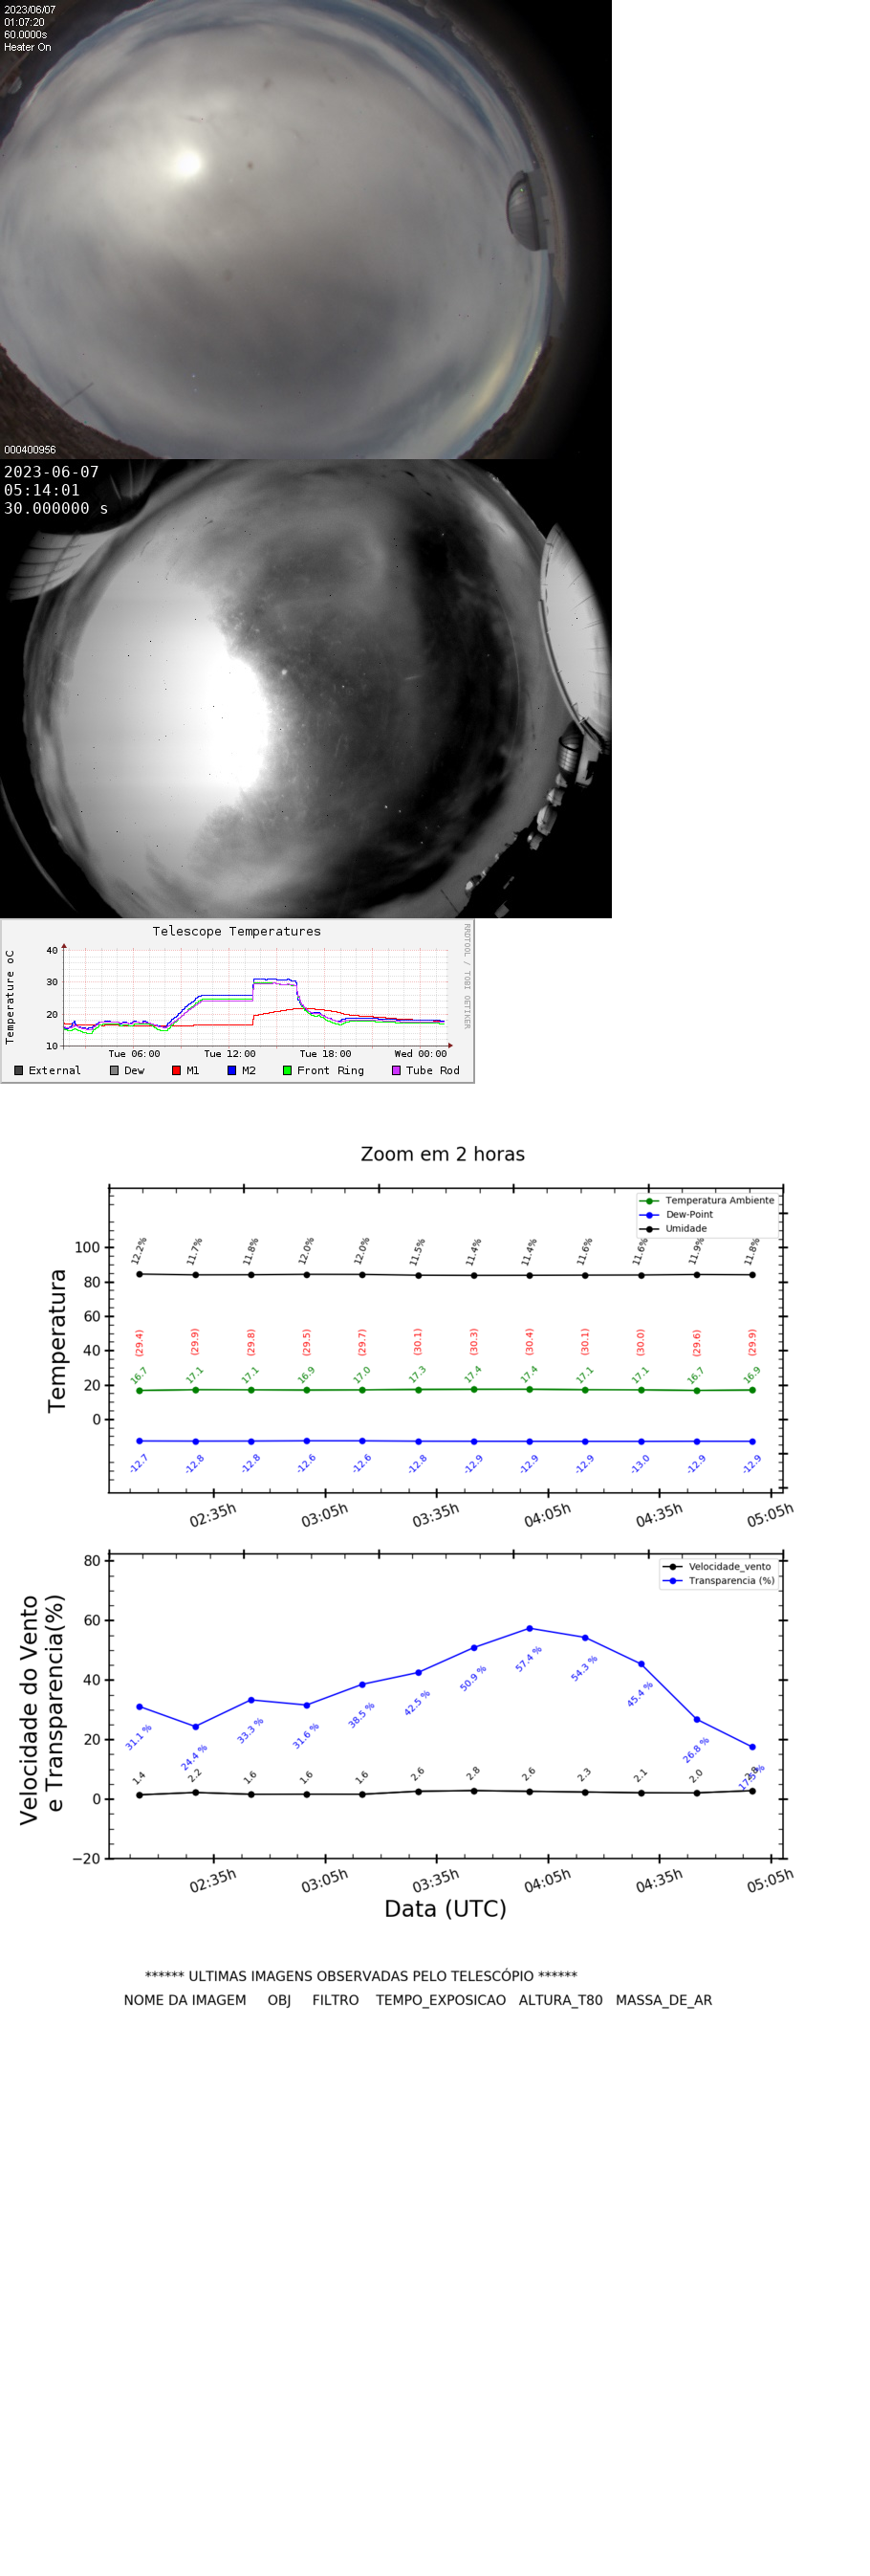 2023/06/07
01:07:20
60.0000s
Heater On
000400956
2023-06-07
05:14:01
30.000000 s
Telescope Temperatures
RRDTOOL / TOBI OETIKER
Temperature oC
40
30
20
10
Tue 06:00 Tue 12:00 Tue 18:00 Wed 00:00
External Dew M1 M2 Front Ring Tube Rod
Zoom em 2 horas
Temperatura Ambiente
Dew-Point
Umidade
Temperatura
100
80
60
40
20
0
12.2% 11.7% 11.8% 12.0% 12.0% 11.5% 11.4% 11.4% 11.6% 11.6% 11.9% 11.8%
(29.4) (29.9) (29.8) (29.5) (29.7) (30.1) (30.3) (30.4) (30.1) (30.0) (29.6) (29.9)
16.7 17.1 17.1 16.9 17.0 17.3 17.4 17.4 17.1 17.1 16.7 16.9
-12.7 -12.8 -12.8 -12.6 -12.6 -12.8 -12.9 -12.9 -12.9 -13.0 -12.9 -12.9
02:35h 03:05h 03:35h 04:05h 04:35h 05:05h
Velocidade_vento
Transparencia (%)
Velocidade do Vento
e Transparencia(%)
80
60
40
20
0
−20
31.1 % 24.4 % 33.3 % 31.6 % 38.5 % 42.5 % 50.9 % 57.4 % 54.3 % 45.4 % 26.8 % 17.5 %
1.4 2.2 1.6 1.6 1.6 2.6 2.8 2.6 2.3 2.1 2.0
02:35h 03:05h 03:35h 04:05h 04:35h 05:05h
Data (UTC)
****** ULTIMAS IMAGENS OBSERVADAS PELO TELESCÓPIO ******
NOME DA IMAGEM OBJ FILTRO TEMPO_EXPOSICAO ALTURA_T80 MASSA_DE_AR